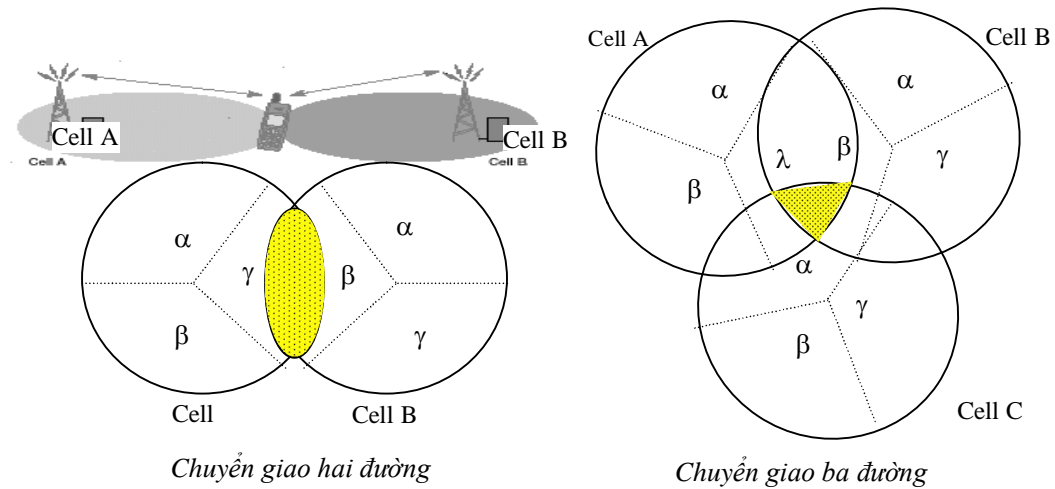 Cell A
Cell B
Cell A
Cell B
α
γ
β
β
α
γ
Cell
Cell B
Chuyển giao hai đường
Cell A
Cell B
α
β
λ
α
β
γ
α
β
γ
Cell C
Chuyển giao ba đường